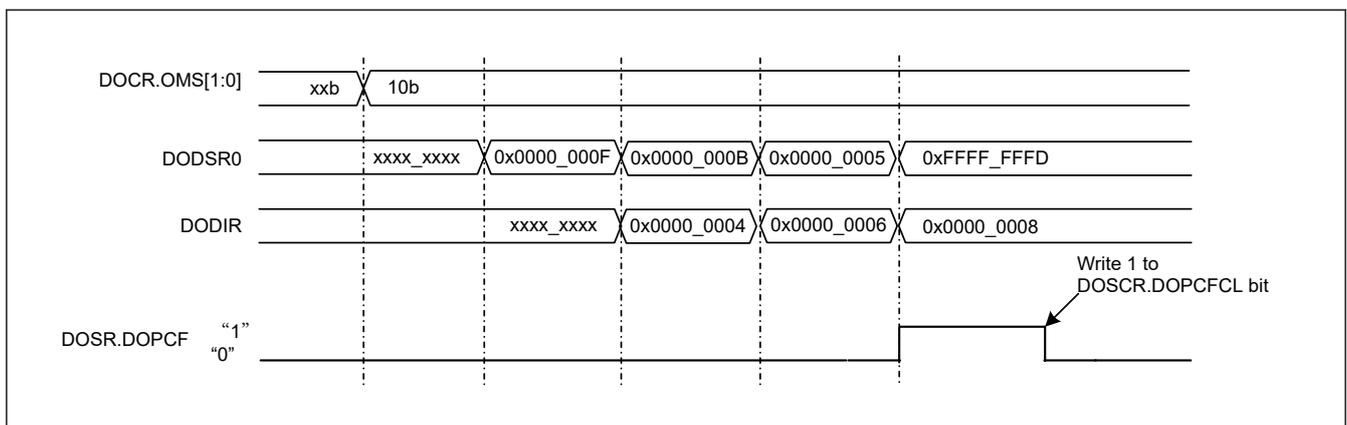 DOCR.OMS[1:0] xxb 10b
DODSR0 xxxx_xxxx 0x0000_000F 0x0000_000B 0x0000_0005 0xFFFF_FFFD
DODIR xxxx_xxxx 0x0000_0004 0x0000_0006 0x0000_0008
Write 1 to
DOSCR.DOPCFCL bit
DOSR.DOPCF “1”
“0”